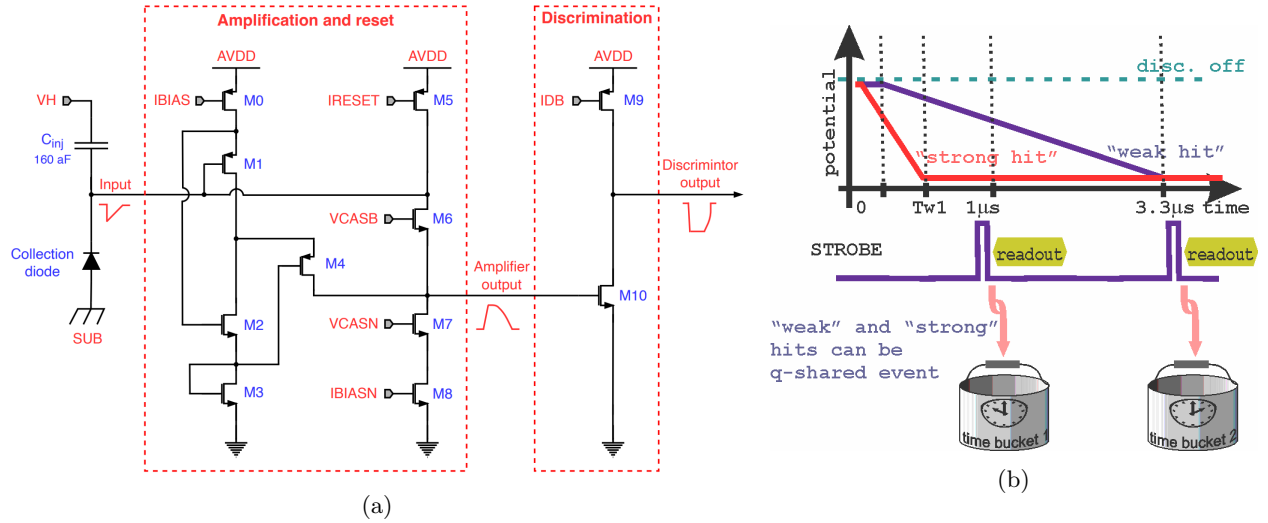 Amplification and reset
Discrimination
AVDD
AVDD
AVDD
VH
IBIAS
M0
IRESET
M5
IDB
M9
Cinj
160 aF
M1
Input
Discrimintor
output
VCASB
M6
Collection
diode
M4
Amplifier
output
M10
SUB
M2
VCASN
M7
M3
IBIASN
M8
(a)
potential
disc. off
"strong hit"
"weak hit"
0
Tw1
1µs
3.3µs
time
STROBE
readout
readout
"weak" and "strong"
hits can be
q-shared event
time bucket 1
time bucket 2
(b)